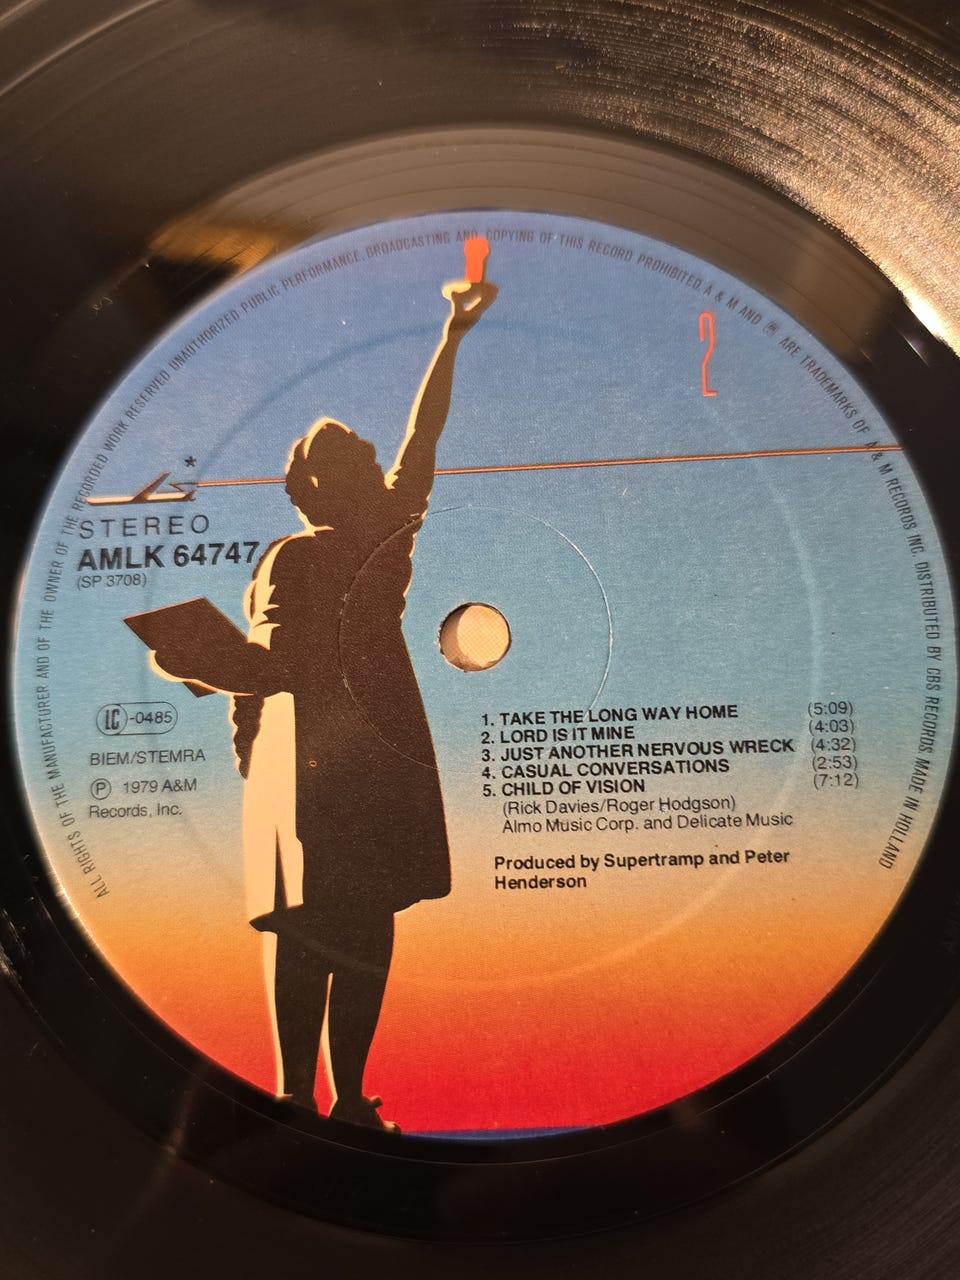 ALL RIGHTS OF THE MANUFACTURER AND OF THE OWNER OF THE RECORDED WORK RESERVED UNAUTHORIZED PUBLIC PERFORMANCE, BROADCASTING AND COPYING OF THIS RECORD PROHIBITED A & M AND ARE TRADEMARKS OF A & M RECORDS INC. DISTRIBUTED BY CBS RECORDS. MADE IN HOLLAND
2
*
STEREO
AMLK 64747
(SP 3708)
LC-0485
BIEM/STEMRA
Ⓟ 1979 A&M
Records, Inc.
1. TAKE THE LONG WAY HOME (5:09)
2. LORD IS IT MINE (4:03)
3. JUST ANOTHER NERVOUS WRECK (4:32)
4. CASUAL CONVERSATIONS (2:53)
5. CHILD OF VISION (7:12)
(Rick Davies/Roger Hodgson)
Almo Music Corp. and Delicate Music
Produced by Supertramp and Peter
Henderson